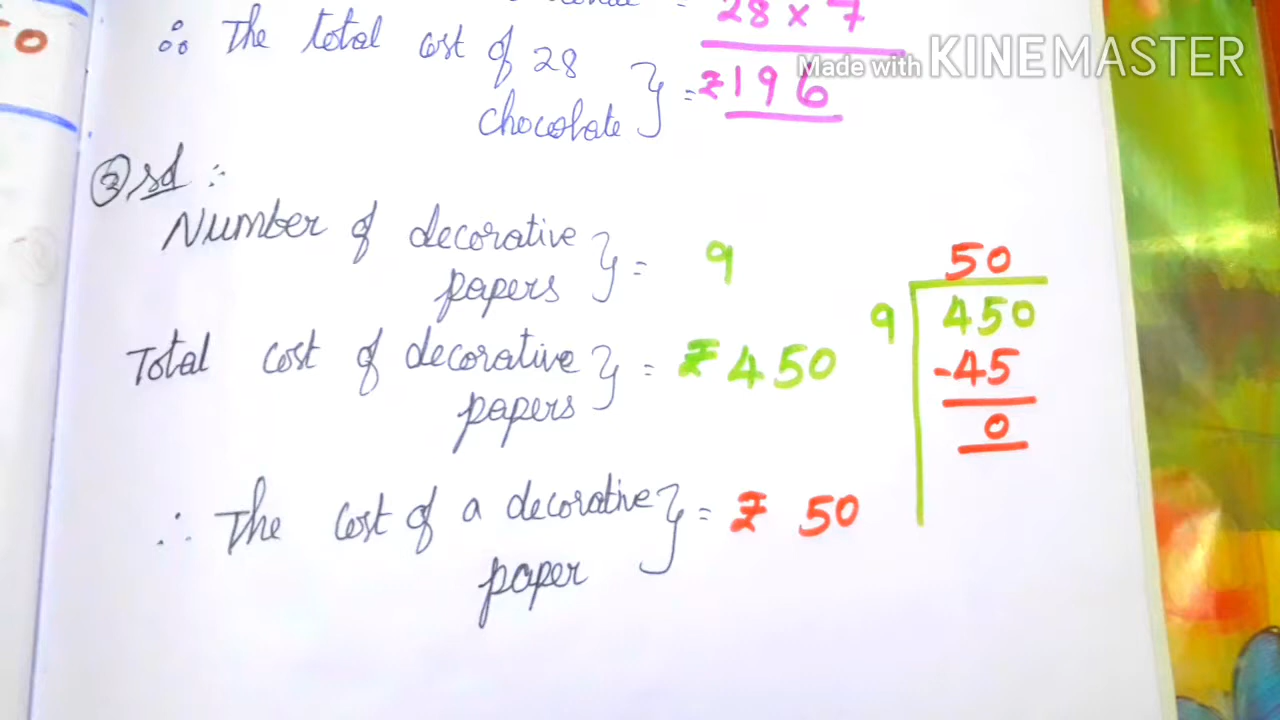 28 × 7
∴ The total cost of 28 chocolate } = ₹196
Made with KINEMASTER
③ sol :
Number of decorative papers } = 9
Total cost of decorative papers } = ₹450
∴ The cost of a decorative paper } = ₹ 50
50
9 450
-45
0